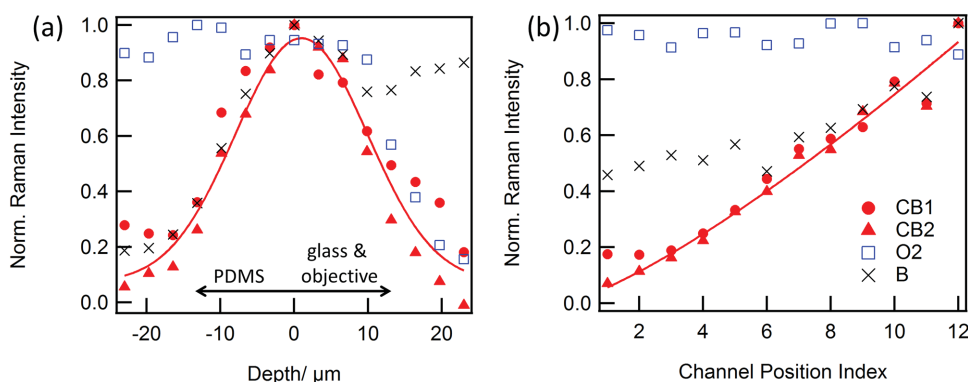 (a)
Norm. Raman Intensity
1.0
0.8
0.6
0.4
0.2
0.0
PDMS
glass &
objective
-20 -10 0 10 20
Depth/ μm
(b)
Norm. Raman Intensity
1.0
0.8
0.6
0.4
0.2
0.0
CB1
CB2
O2
B
2 4 6 8 10 12
Channel Position Index